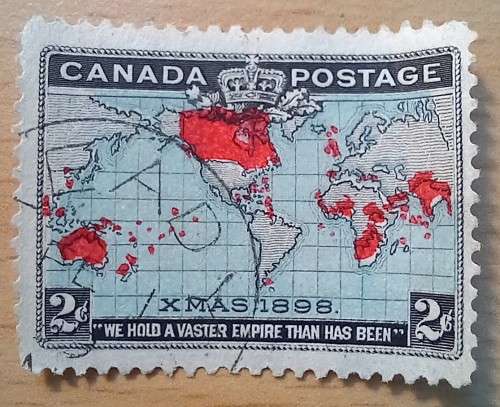 CANADA POSTAGE
XMAS 1898.
2¢ 2¢
"WE HOLD A VASTER EMPIRE THAN HAS BEEN"